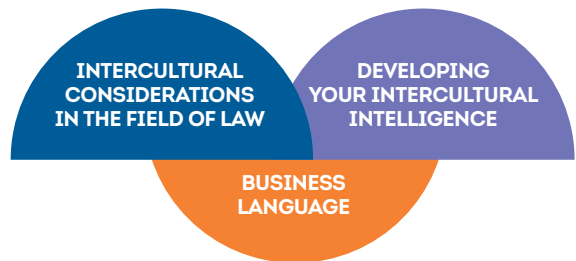 INTERCULTURAL
CONSIDERATIONS
IN THE FIELD OF LAW
DEVELOPING
YOUR INTERCULTURAL
INTELLIGENCE
BUSINESS
LANGUAGE